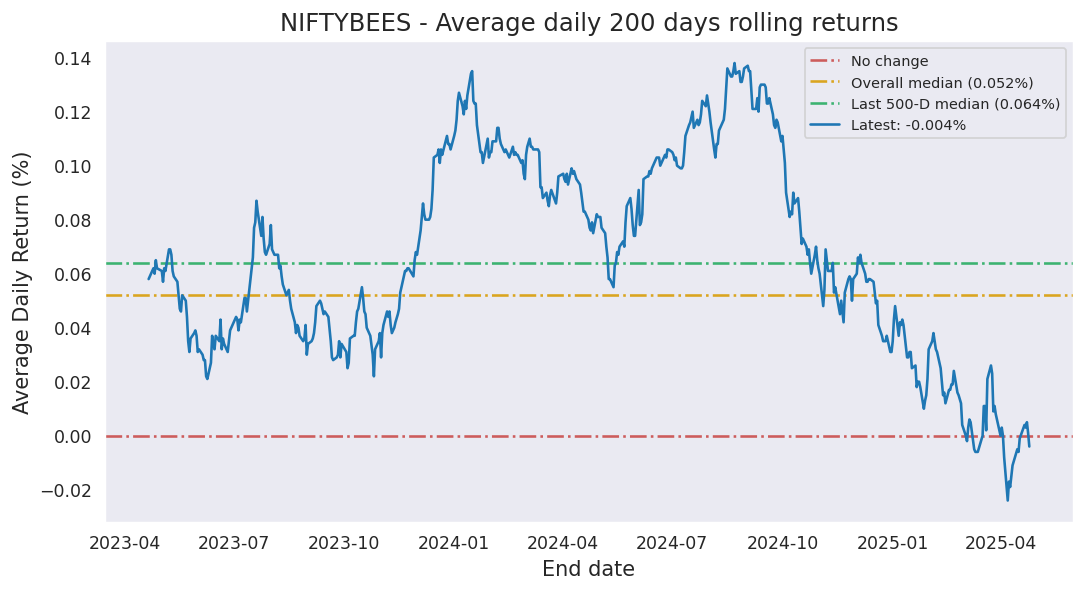 NIFTYBEES - Average daily 200 days rolling returns
Average Daily Return (%)
0.14
0.12
0.10
0.08
0.06
0.04
0.02
0.00
−0.02
No change
Overall median (0.052%)
Last 500-D median (0.064%)
Latest: -0.004%
2023-04
2023-07
2023-10
2024-01
2024-04
2024-07
2024-10
2025-01
2025-04
End date